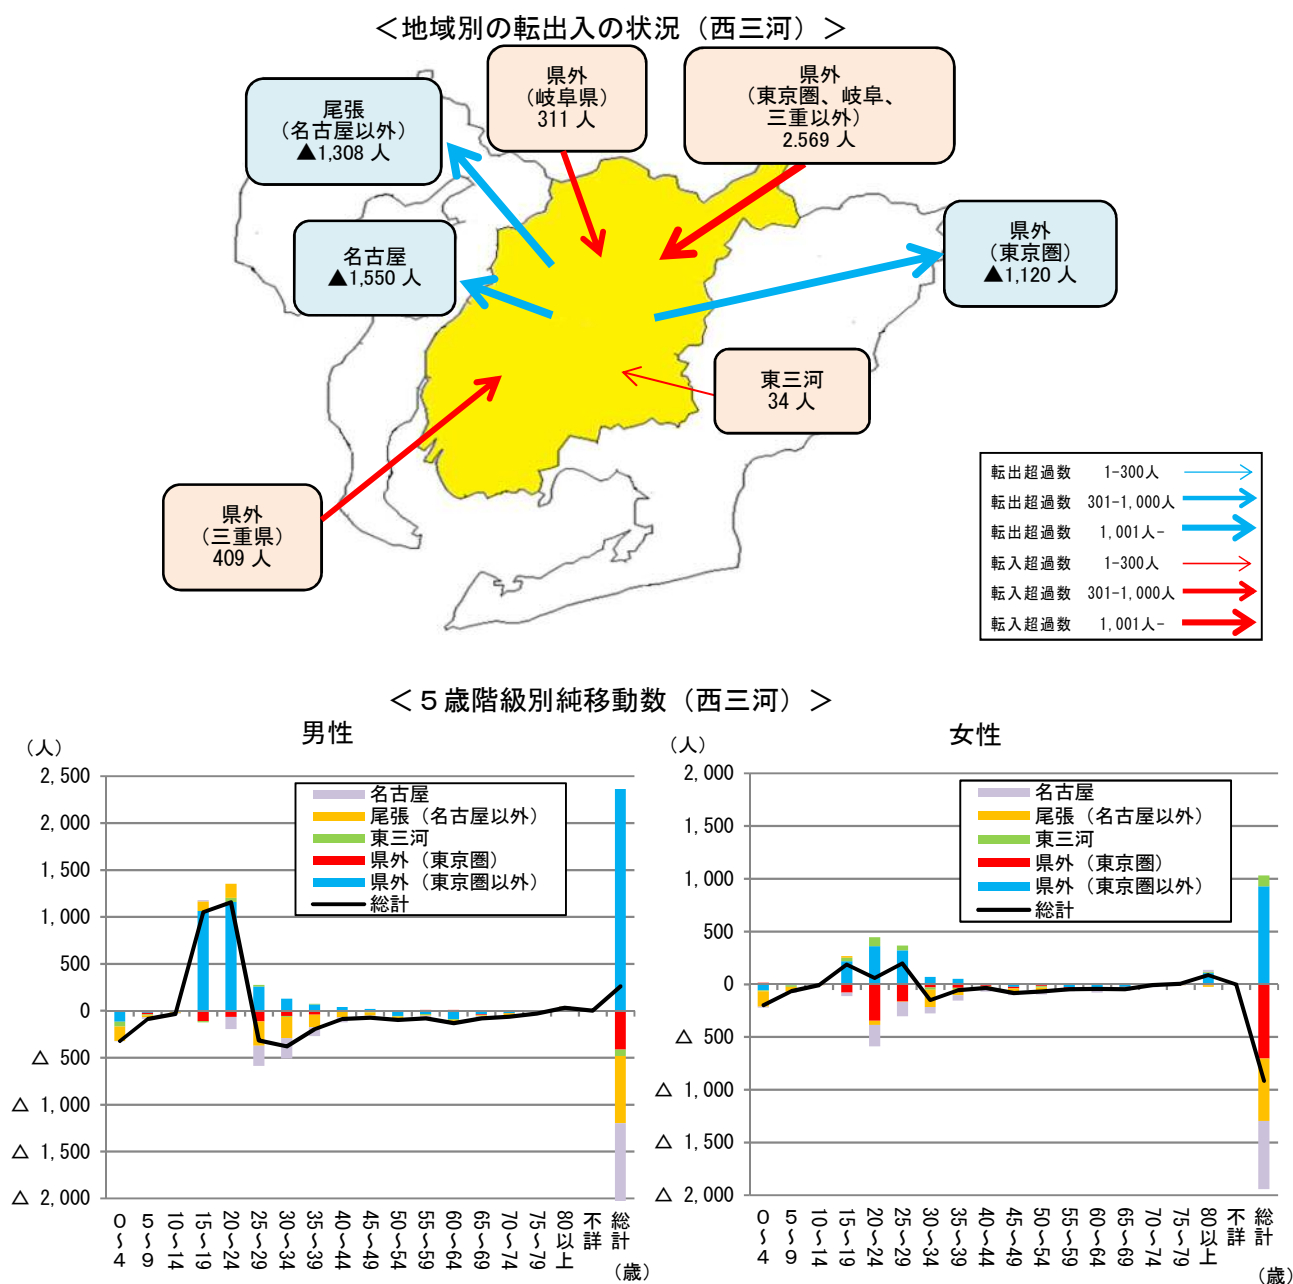 ＜地域別の転出入の状況（西三河）＞
尾張
（名古屋以外）
▲1,308 人
県外
（岐阜県）
311 人
県外
（東京圏、岐阜、
三重以外）
2.569 人
名古屋
▲1,550 人
県外
（東京圏）
▲1,120 人
東三河
34 人
県外
（三重県）
409 人
転出超過数 1-300人
転出超過数 301-1,000人
転出超過数 1,001人-
転入超過数 1-300人
転入超過数 301-1,000人
転入超過数 1,001人-
＜５歳階級別純移動数（西三河）＞
男性
（人）
2,500
2,000
1,500
1,000
500
0
△ 500
△ 1,000
△ 1,500
△ 2,000
名古屋
尾張（名古屋以外）
東三河
県外（東京圏）
県外（東京圏以外）
総計
0～4
5～9
10～14
15～19
20～24
25～29
30～34
35～39
40～44
45～49
50～54
55～59
60～64
65～69
70～74
75～79
80以上
不詳
総計
（歳）
女性
（人）
2,000
1,500
1,000
500
0
△ 500
△ 1,000
△ 1,500
△ 2,000
名古屋
尾張（名古屋以外）
東三河
県外（東京圏）
県外（東京圏以外）
総計
0～4
5～9
10～14
15～19
20～24
25～29
30～34
35～39
40～44
45～49
50～54
55～59
60～64
65～69
70～74
75～79
80以上
不詳
総計
（歳）